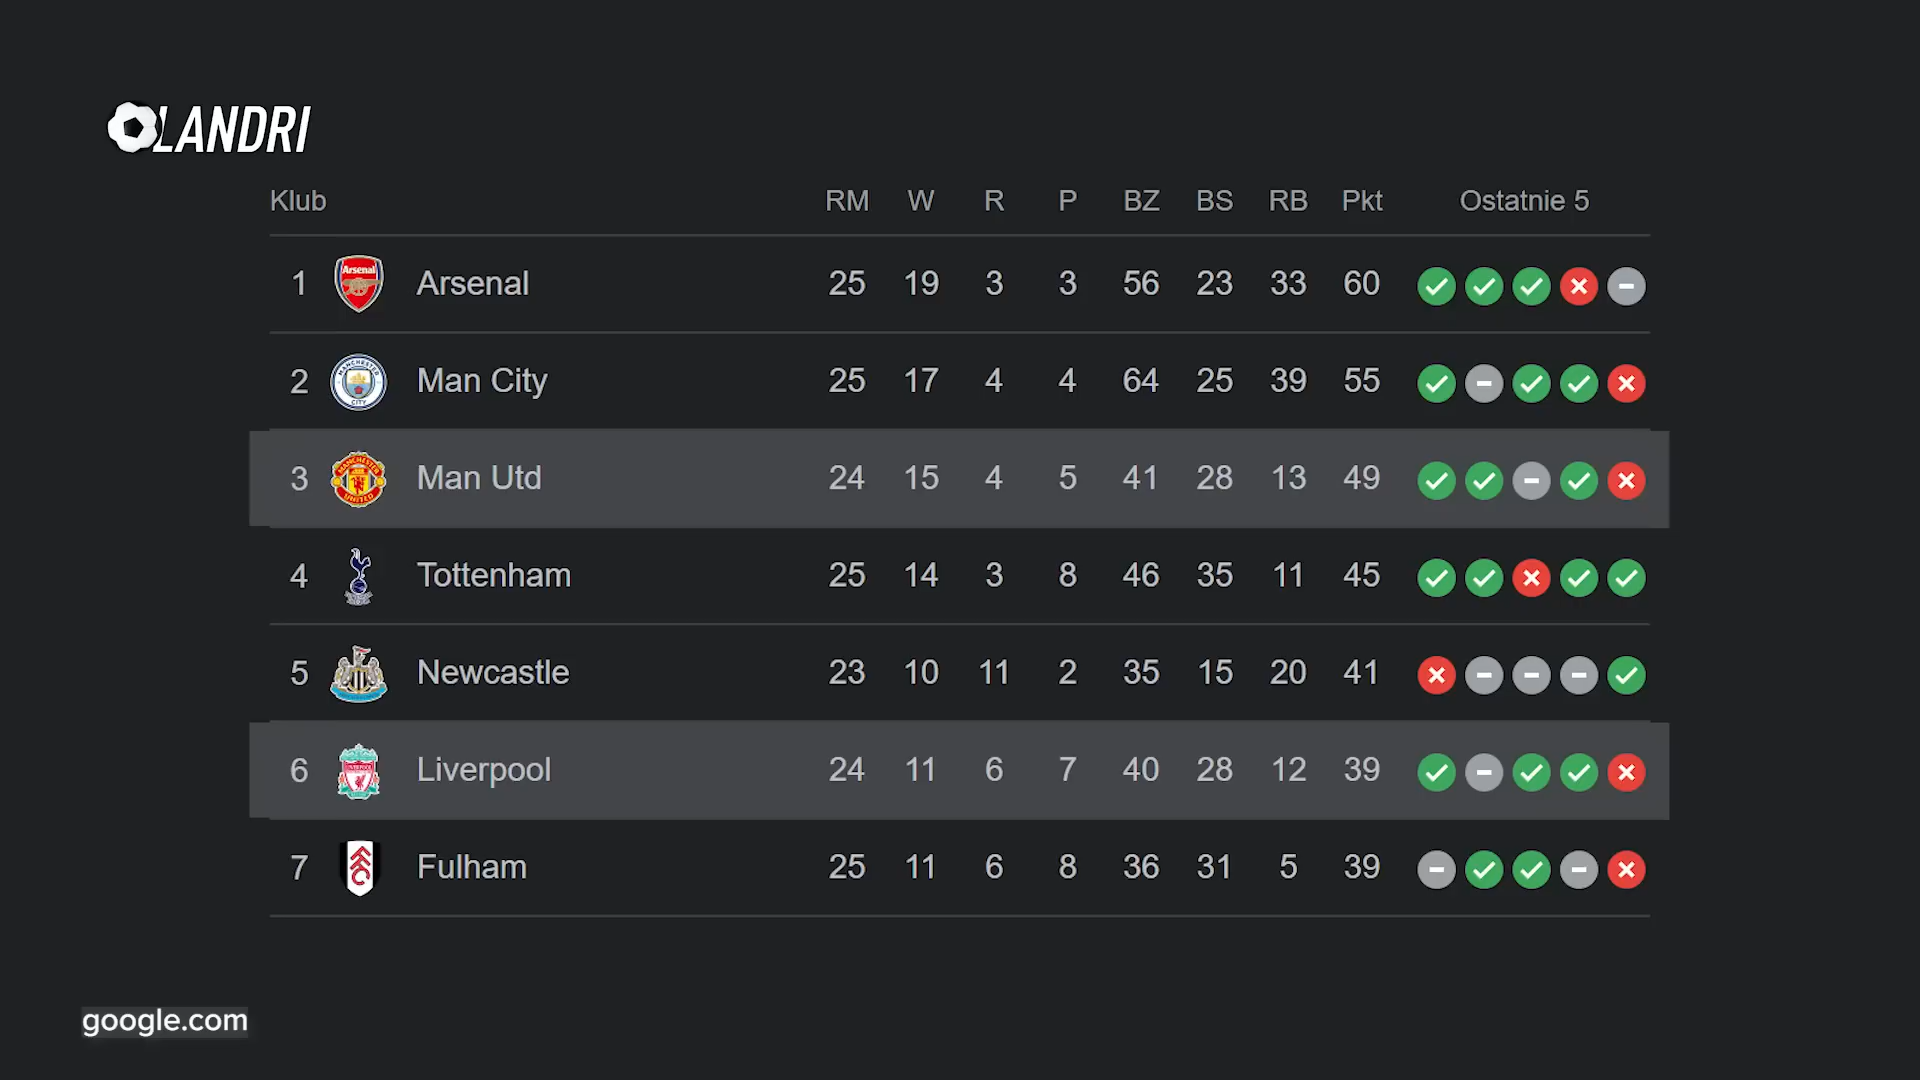 LANDRI
Klub RM W R P BZ BS RB Pkt Ostatnie 5
1 Arsenal 25 19 3 3 56 23 33 60
2 Man City 25 17 4 4 64 25 39 55
3 Man Utd 24 15 4 5 41 28 13 49
4 Tottenham 25 14 3 8 46 35 11 45
5 Newcastle 23 10 11 2 35 15 20 41
6 Liverpool 24 11 6 7 40 28 12 39
7 Fulham 25 11 6 8 36 31 5 39
google.com